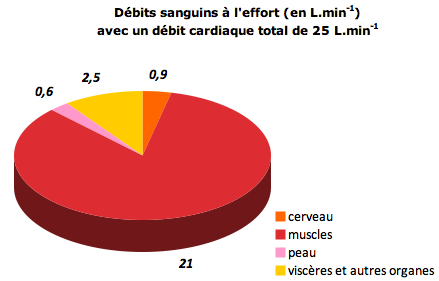 Débits sanguins à l'effort (en L.min⁻¹)
avec un débit cardiaque total de 25 L.min⁻¹
2,5
0,9
0,6
21
cerveau
muscles
peau
viscères et autres organes